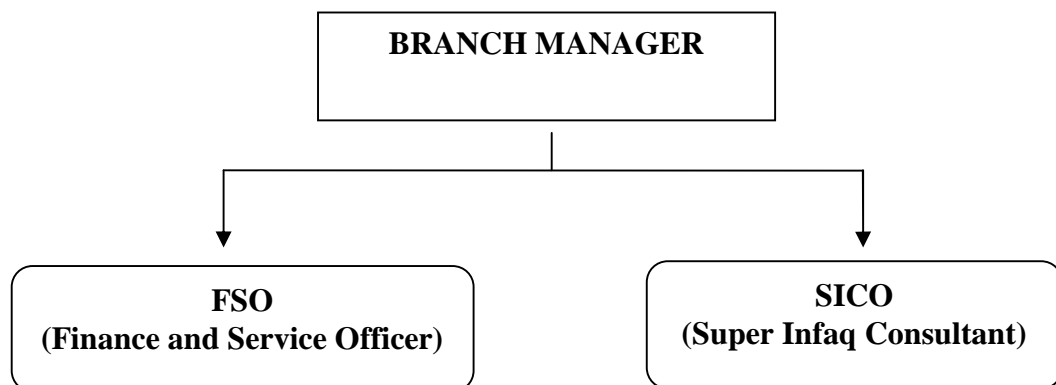 BRANCH MANAGER
FSO
(Finance and Service Officer)
SICO
(Super Infaq Consultant)